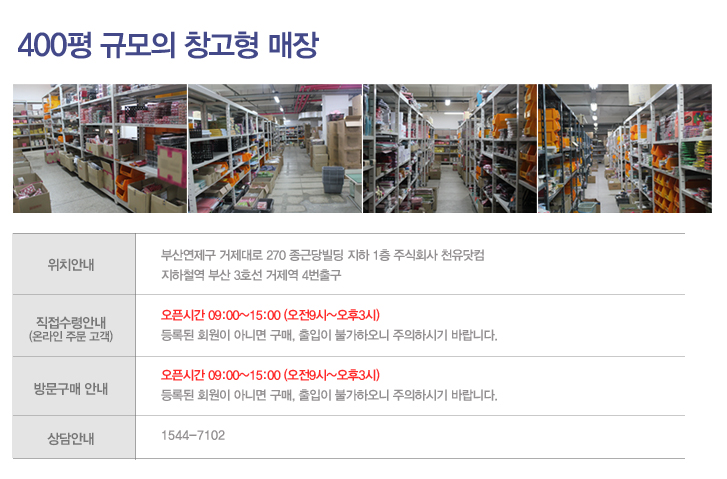 400평 규모의 창고형 매장
위치안내
부산연제구 거제대로 270 종근당빌딩 지하 1층 주식회사 천유닷컴
지하철역 부산 3호선 거제역 4번출구
직접수령안내
(온라인 주문 고객)
오픈시간 09:00~15:00 (오전9시~오후3시)
등록된 회원이 아니면 구매, 출입이 불가하오니 주의하시기 바랍니다.
방문구매 안내
오픈시간 09:00~15:00 (오전9시~오후3시)
등록된 회원이 아니면 구매, 출입이 불가하오니 주의하시기 바랍니다.
상담안내
1544-7102